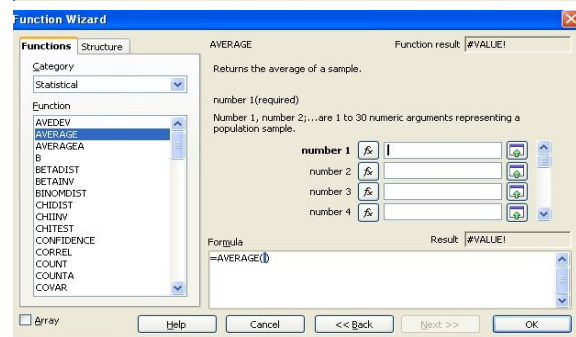 Function Wizard
Functions Structure
Category
Statistical
Function
AVEDEV
AVERAGE
AVERAGEA
B
BETADIST
BETAINV
BINOMDIST
CHIDIST
CHIINV
CHITEST
CONFIDENCE
CORREL
COUNT
COUNTA
COVAR
AVERAGE Function result #VALUE!
Returns the average of a sample.
number 1(required)
Number 1, number 2;...are 1 to 30 numeric arguments representing a
population sample.
number 1 fx
number 2 fx
number 3 fx
number 4 fx
Formula Result #VALUE!
=AVERAGE()
Array Help Cancel << Back Next >> OK